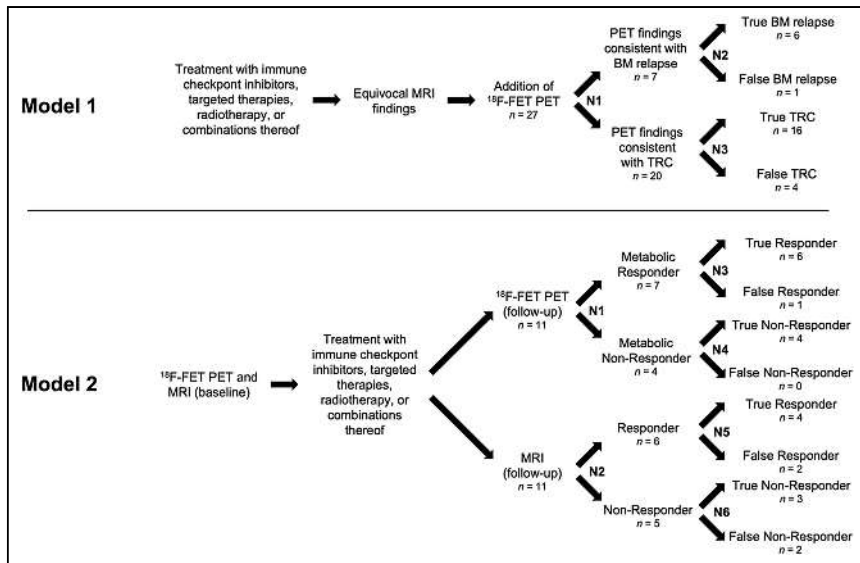 Model 1
Treatment with immune
checkpont inhibitors,
targeted therapies,
radiotherapy, or
combinations thereof
Equivocal MRI
findings
Addition of
¹⁸F-FET PET
n = 27
N1
PET findings
consistent with
BM relapse
n = 7
N2
True BM relapse
n = 6
False BM relapse
n = 1
PET findings
consistent
with TRC
n = 20
N3
True TRC
n = 16
False TRC
n = 4
Model 2
¹⁸F-FET PET and
MRI (baseline)
Treatment with
immune checkpont
inhibitors, targeted
therapies,
radiotherapy, or
combinations
thereof
¹⁸F-FET PET
(follow-up)
n = 11
N1
Metabolic
Responder
n = 7
N3
True Responder
n = 6
False Responder
n = 1
Metabolic
Non-Responder
n = 4
N4
True Non-Responder
n = 4
False Non-Responder
n = 0
MRI
(follow-up)
n = 11
N2
Responder
n = 6
N5
True Responder
n = 4
False Responder
n = 2
Non-Responder
n = 5
N6
True Non-Responder
n = 3
False Non-Responder
n = 2